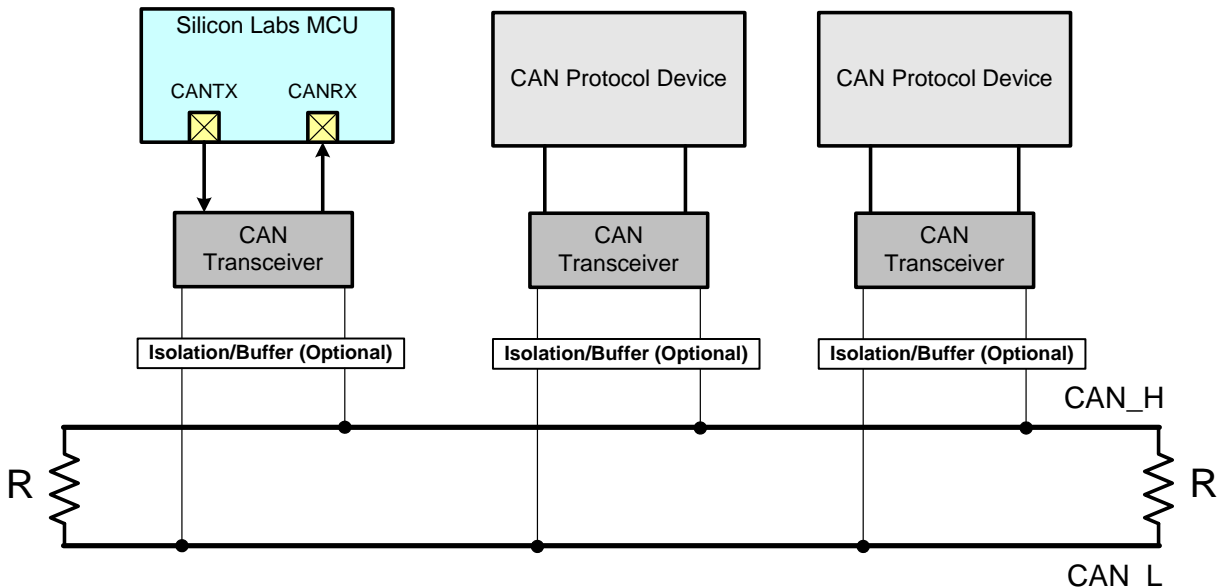 Silicon Labs MCU
CANTX
CANRX
CAN Protocol Device
CAN Protocol Device
CAN
Transceiver
CAN
Transceiver
CAN
Transceiver
Isolation/Buffer (Optional)
Isolation/Buffer (Optional)
Isolation/Buffer (Optional)
CAN_H
R
R
CAN_L